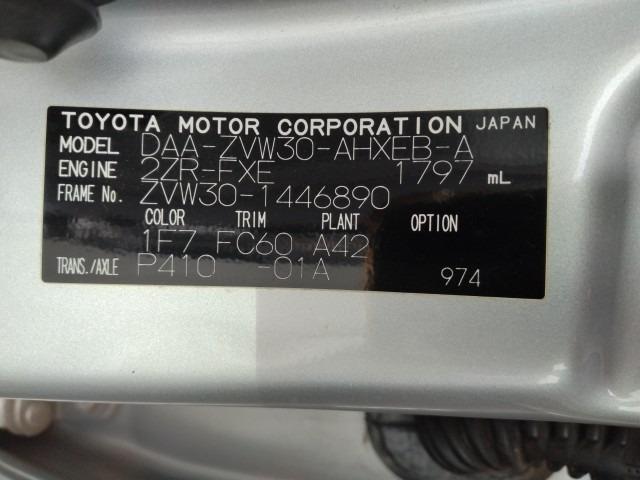 TOYOTA MOTOR CORPORATION JAPAN
MODEL DAA-ZVW30-AHXEB-A
ENGINE 2ZR-FXE 1797 mL
FRAME No. ZVW30-1446890
COLOR TRIM PLANT OPTION
1F7 FC60 A42
TRANS./AXLE P410 -01A 974